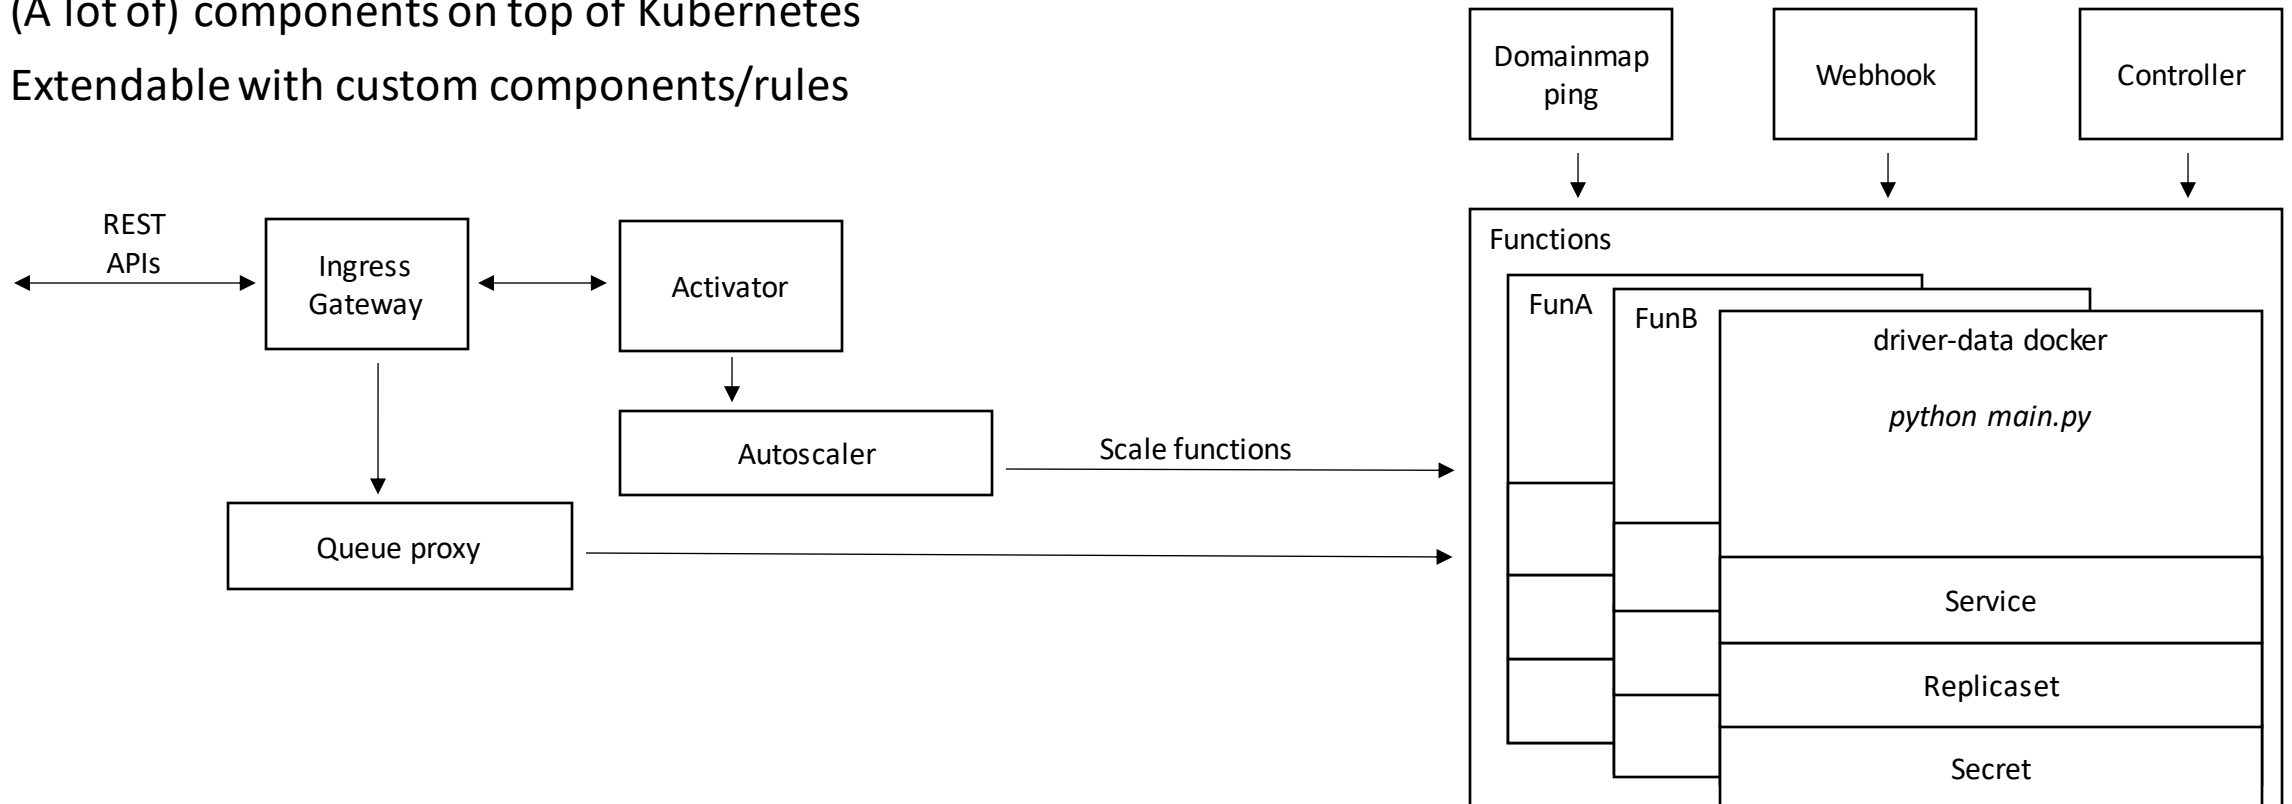 (A lot of) components on top of Kubernetes
Extendable with custom components/rules
Domainmap
ping
Webhook
Controller
REST
APIs
Ingress
Gateway
Activator
Autoscaler
Scale functions
Queue proxy
Functions
FunA
FunB
driver-data docker
python main.py
Service
Replicaset
Secret